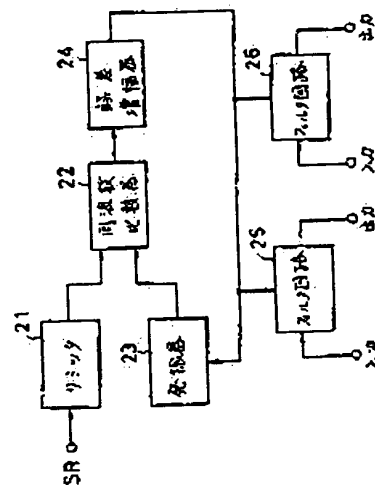 SR
21
リミッタ
22
周波数
比較器
23
発振器
24
誤差
増幅器
25
フィルタ回路
入力
出力
26
フィルタ回路
入力
出力